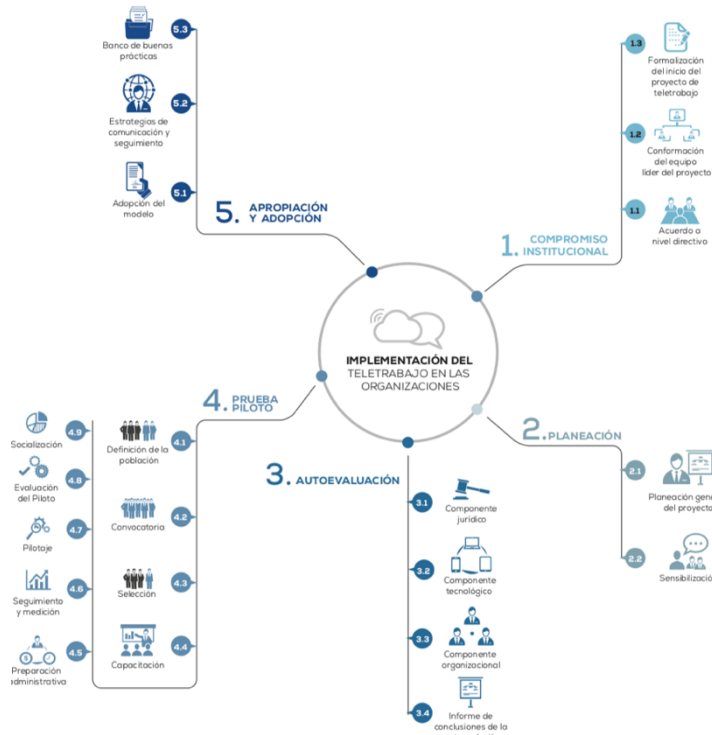 IMPLEMENTACIÓN DEL
TELETRABAJO EN LAS
ORGANIZACIONES
1. COMPROMISO
INSTITUCIONAL
1.3
Formalización
del inicio del
proyecto de
teletrabajo
1.2
Conformación
del equipo
líder del proyecto
1.1
Acuerdo a
nivel directivo
2. PLANEACIÓN
2.1
Planeación gene
del proyecto
2.2
Sensibilización
3. AUTOEVALUACIÓN
3.1
Componente
jurídico
3.2
Componente
tecnológico
3.3
Componente
organizacional
3.4
Informe de
conclusiones de la
4. PRUEBA
PILOTO
4.1
Definición de la
población
4.2
Convocatoria
4.3
Selección
4.4
Capacitación
4.5
Preparación
administrativa
4.6
Seguimiento
y medición
4.7
Pilotaje
4.8
Evaluación
del Piloto
4.9
Socialización
5. APROPIACIÓN
Y ADOPCIÓN
5.3
Banco de buenas
prácticas
5.2
Estrategias de
comunicación y
seguimiento
5.1
Adopción del
modelo